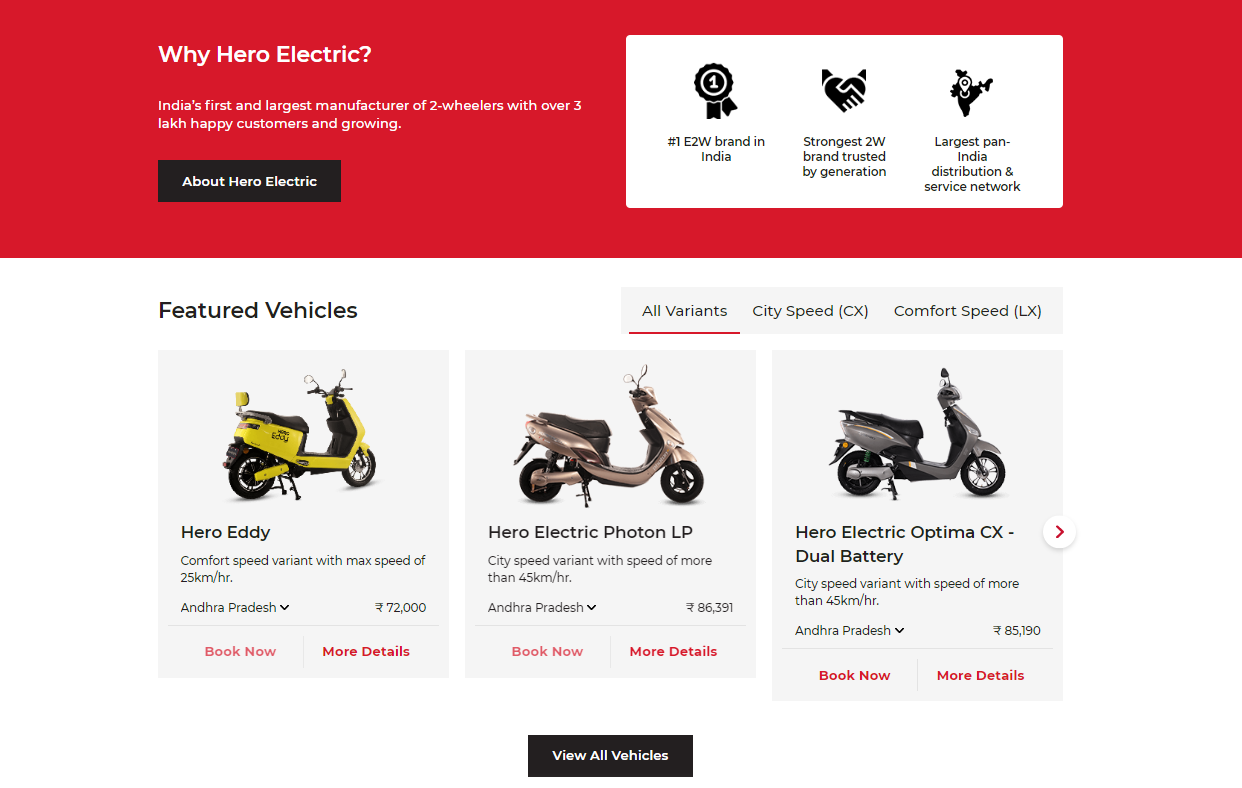 Why Hero Electric?
India's first and largest manufacturer of 2-wheelers with over 3
lakh happy customers and growing.
About Hero Electric
1
#1 E2W brand in
India
Strongest 2W
brand trusted
by generation
Largest pan-
India
distribution &
service network
Featured Vehicles
All Variants
City Speed (CX)
Comfort Speed (LX)
HERO
Eddy
Hero Eddy
Comfort speed variant with max speed of
25km/hr.
Andhra Pradesh
₹ 72,000
Book Now
More Details
Hero Electric Photon LP
City speed variant with speed of more
than 45km/hr.
Andhra Pradesh
₹ 86,391
Book Now
More Details
Hero Electric Optima CX -
Dual Battery
City speed variant with speed of more
than 45km/hr.
Andhra Pradesh
₹ 85,190
Book Now
More Details
View All Vehicles